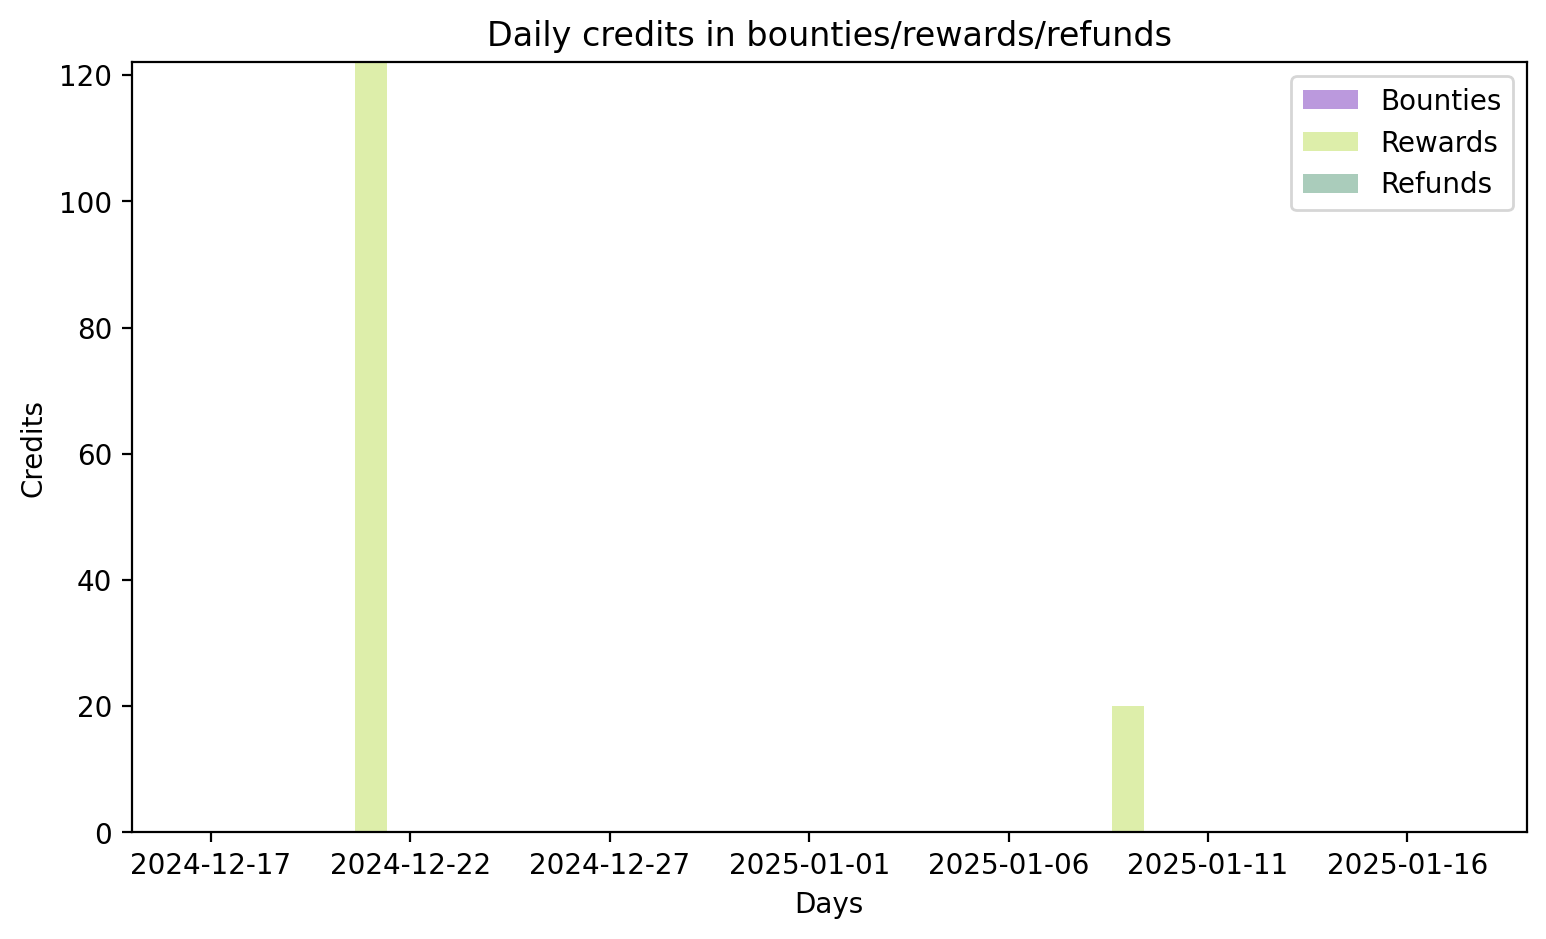 Daily credits in bounties/rewards/refunds
120
100
80
60
40
20
0
Credits
Bounties
Rewards
Refunds
2024-12-17 2024-12-22 2024-12-27 2025-01-01 2025-01-06 2025-01-11 2025-01-16
Days